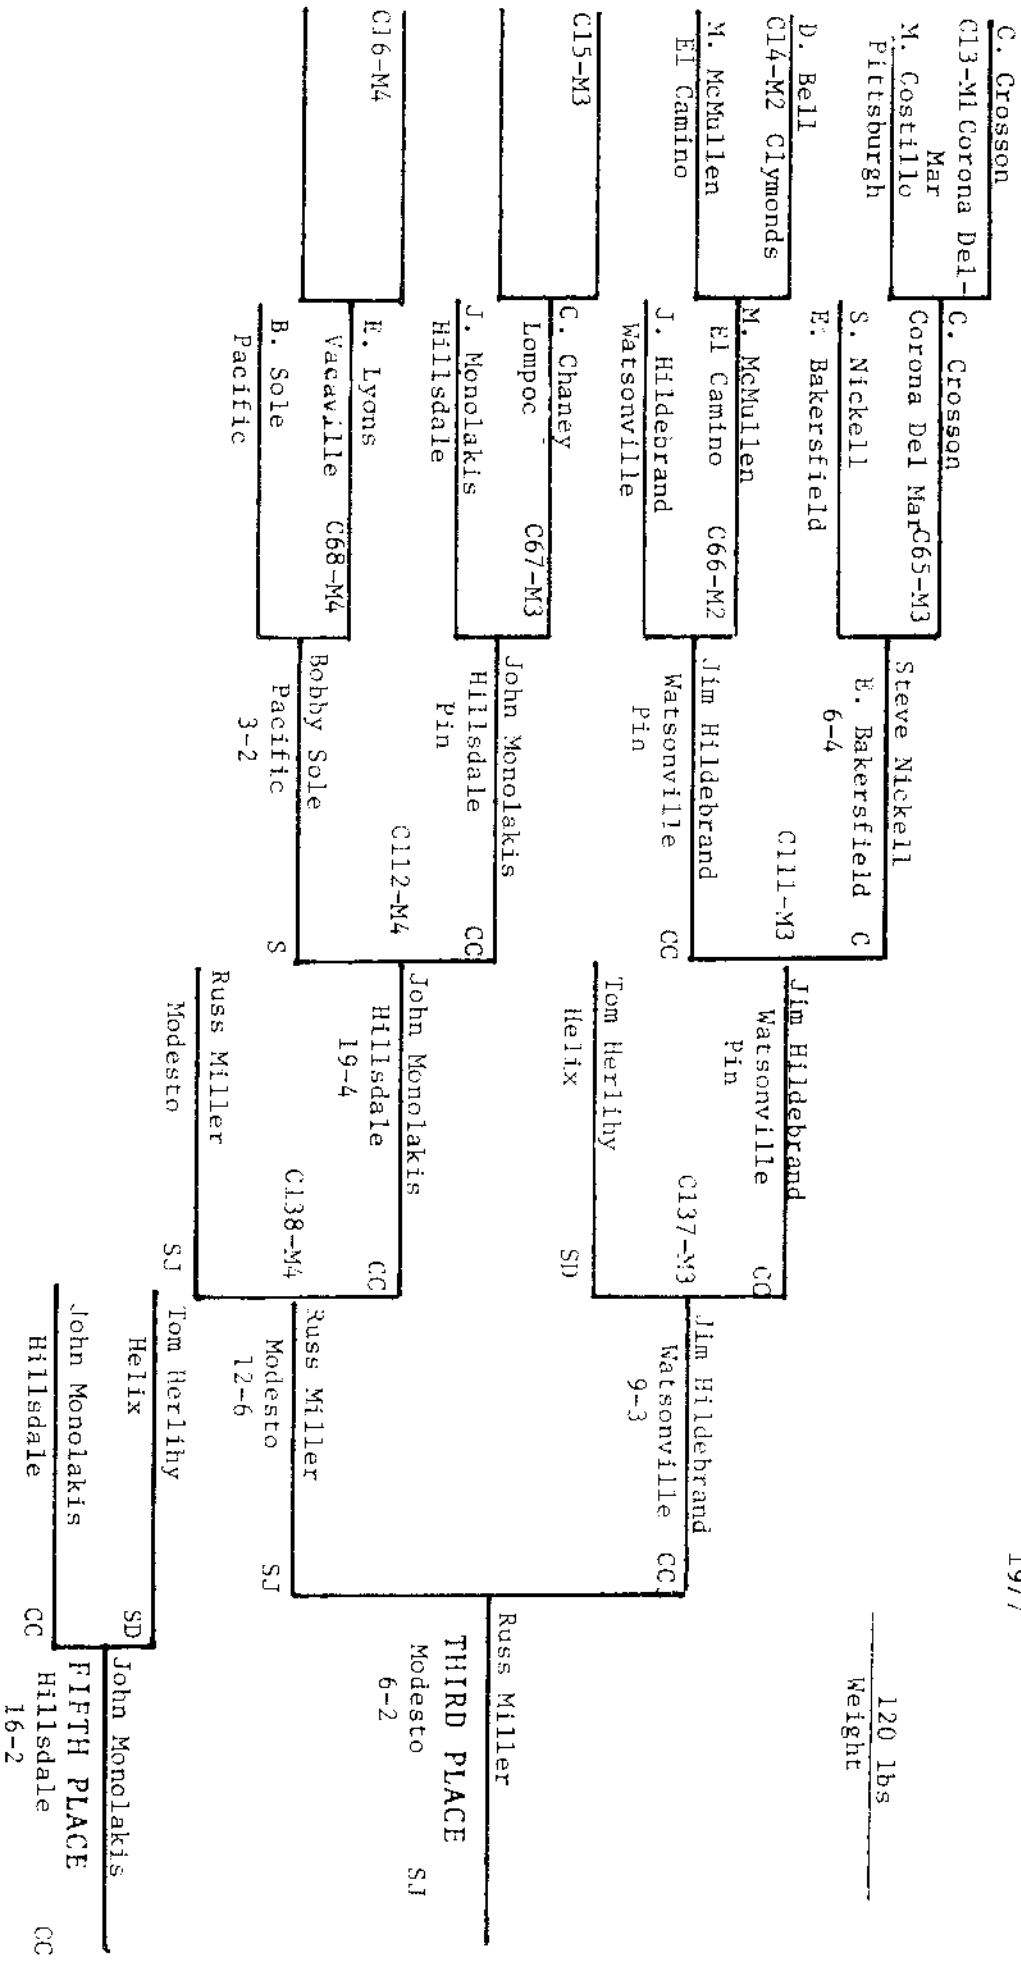 1977
120 lbs
Weight
C. Crosson
C13-M1 Corona Del-
Mar
M. Costillo
Pittsburgh
D. Bell
C14-M2 Clymonds
M. McMullen
El Camino
C15-M3
C16-M4
C. Crosson
Corona Del Mar C65-M3
S. Nickell
E. Bakersfield
M. McMullen
El Camino C66-M2
J. Hildebrand
Watsonville
C. Chaney
Lompoc C67-M3
J. Monolakis
Hillsdale
E. Lyons
Vacaville C68-M4
B. Sole
Pacific
Steve Nickell
E. Bakersfield C
6-4
C111-M3
Jim Hildebrand
Watsonville CC
Pin
John Monolakis
Hillsdale CC
Pin
C112-M4
Bobby Sole
Pacific S
3-2
Jim Hildebrand
Watsonville CC
Pin
C137-M3
Tom Herlihy
Helix SD
John Monolakis
Hillsdale CC
19-4
C138-M4
Russ Miller
Modesto SJ
Jim Hildebrand
Watsonville CC
9-3
Russ Miller
Modesto SJ
12-6
Russ Miller
THIRD PLACE
Modesto SJ
6-2
Tom Herlihy
Helix SD
John Monolakis
Hillsdale CC
John Monolakis
FIFTH PLACE
Hillsdale CC
16-2